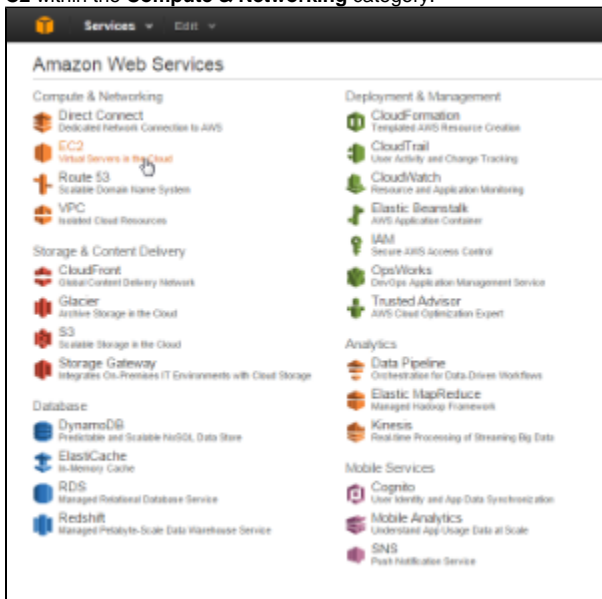 C2 within the Compute & Networking category.
Services Edit
Amazon Web Services
Compute & Networking
Direct Connect
Dedicated Network Connection to AWS
EC2
Virtual Servers in the Cloud
Route 53
Scalable Domain Name System
VPC
Isolated Cloud Resources
Storage & Content Delivery
CloudFront
Global Content Delivery Network
Glacier
Archive Storage in the Cloud
S3
Scalable Storage in the Cloud
Storage Gateway
Integrates On-Premises IT Environments with Cloud Storage
Database
DynamoDB
Predictable and Scalable NoSQL Data Store
ElastiCache
In-Memory Cache
RDS
Managed Relational Database Service
Redshift
Managed Petabyte-Scale Data Warehouse Service
Deployment & Management
CloudFormation
Templated AWS Resource Creation
CloudTrail
User Activity and Change Tracking
CloudWatch
Resource and Application Monitoring
Elastic Beanstalk
AWS Application Container
IAM
Secure AWS Access Control
OpsWorks
DevOps Application Management Service
Trusted Advisor
AWS Cloud Optimization Expert
Analytics
Data Pipeline
Orchestration for Data-Driven Workflows
Elastic MapReduce
Managed Hadoop Framework
Kinesis
Real-time Processing of Streaming Big Data
Mobile Services
Cognito
User Identity and App Data Synchronization
Mobile Analytics
Understand App Usage Data at Scale
SNS
Push Notification Service